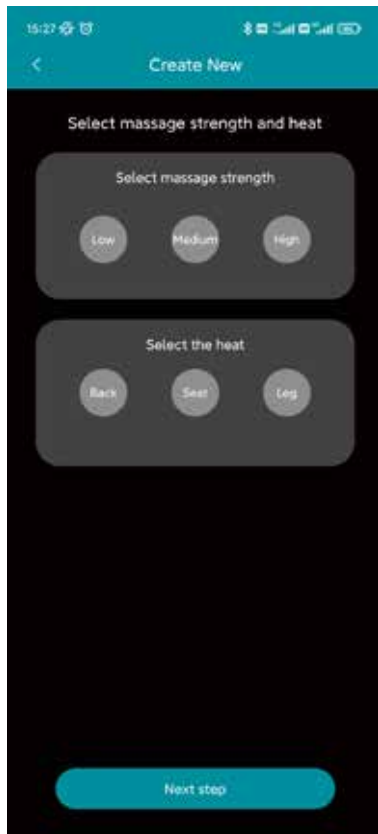 15:27
Create New
Select massage strength and heat
Select massage strength
Low Medium High
Select the heat
Back Seat Leg
Next step